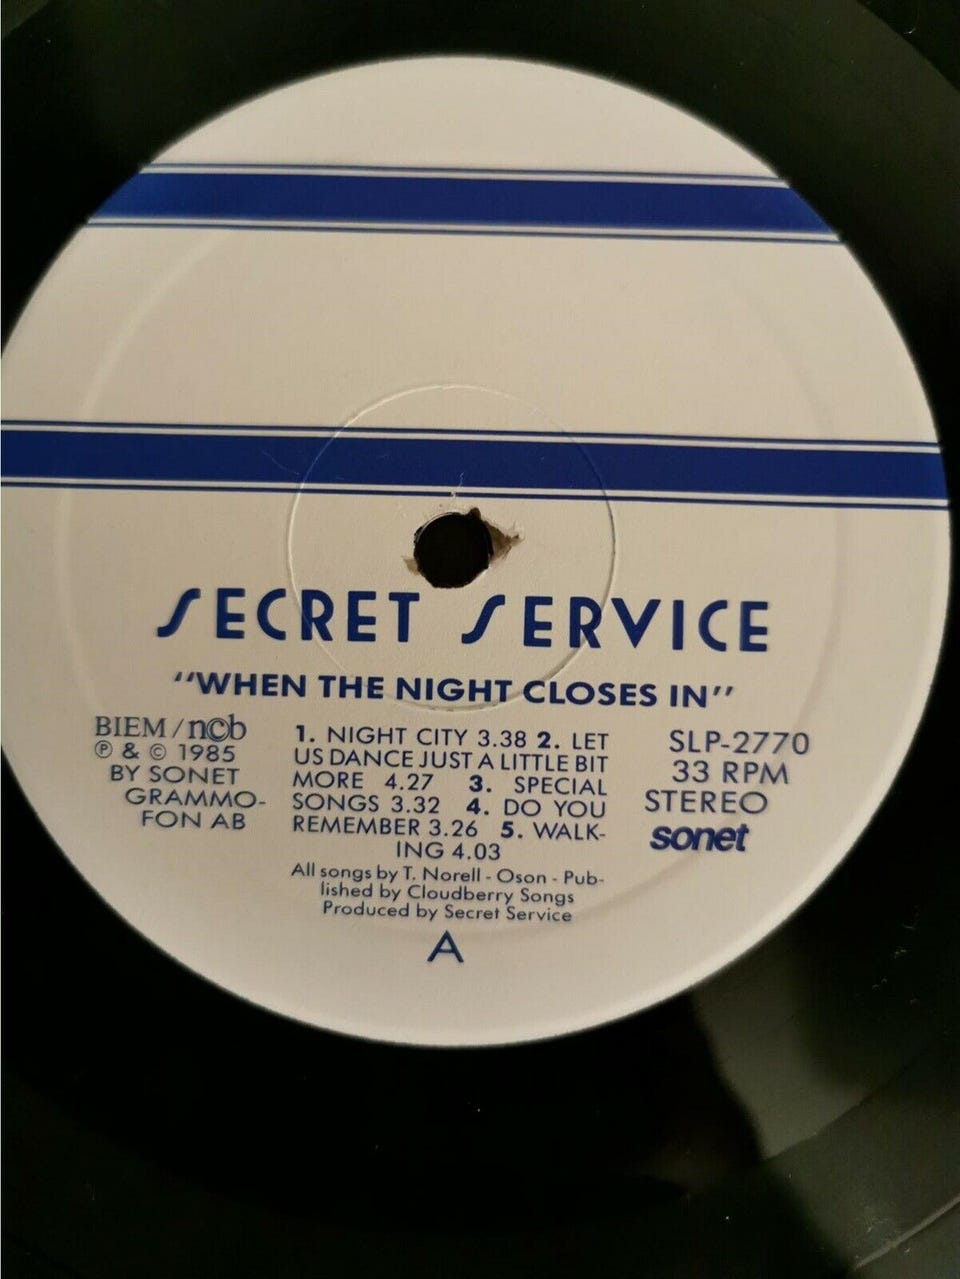 SECRET SERVICE
"WHEN THE NIGHT CLOSES IN"
BIEM/ncb
℗ & © 1985
BY SONET
GRAMMO-
FON AB
1. NIGHT CITY 3.38 2. LET
US DANCE JUST A LITTLE BIT
MORE 4.27 3. SPECIAL
SONGS 3.32 4. DO YOU
REMEMBER 3.26 5. WALK-
ING 4.03
SLP-2770
33 RPM
STEREO
sonet
All songs by T. Norell - Oson - Pub-
lished by Cloudberry Songs
Produced by Secret Service
A